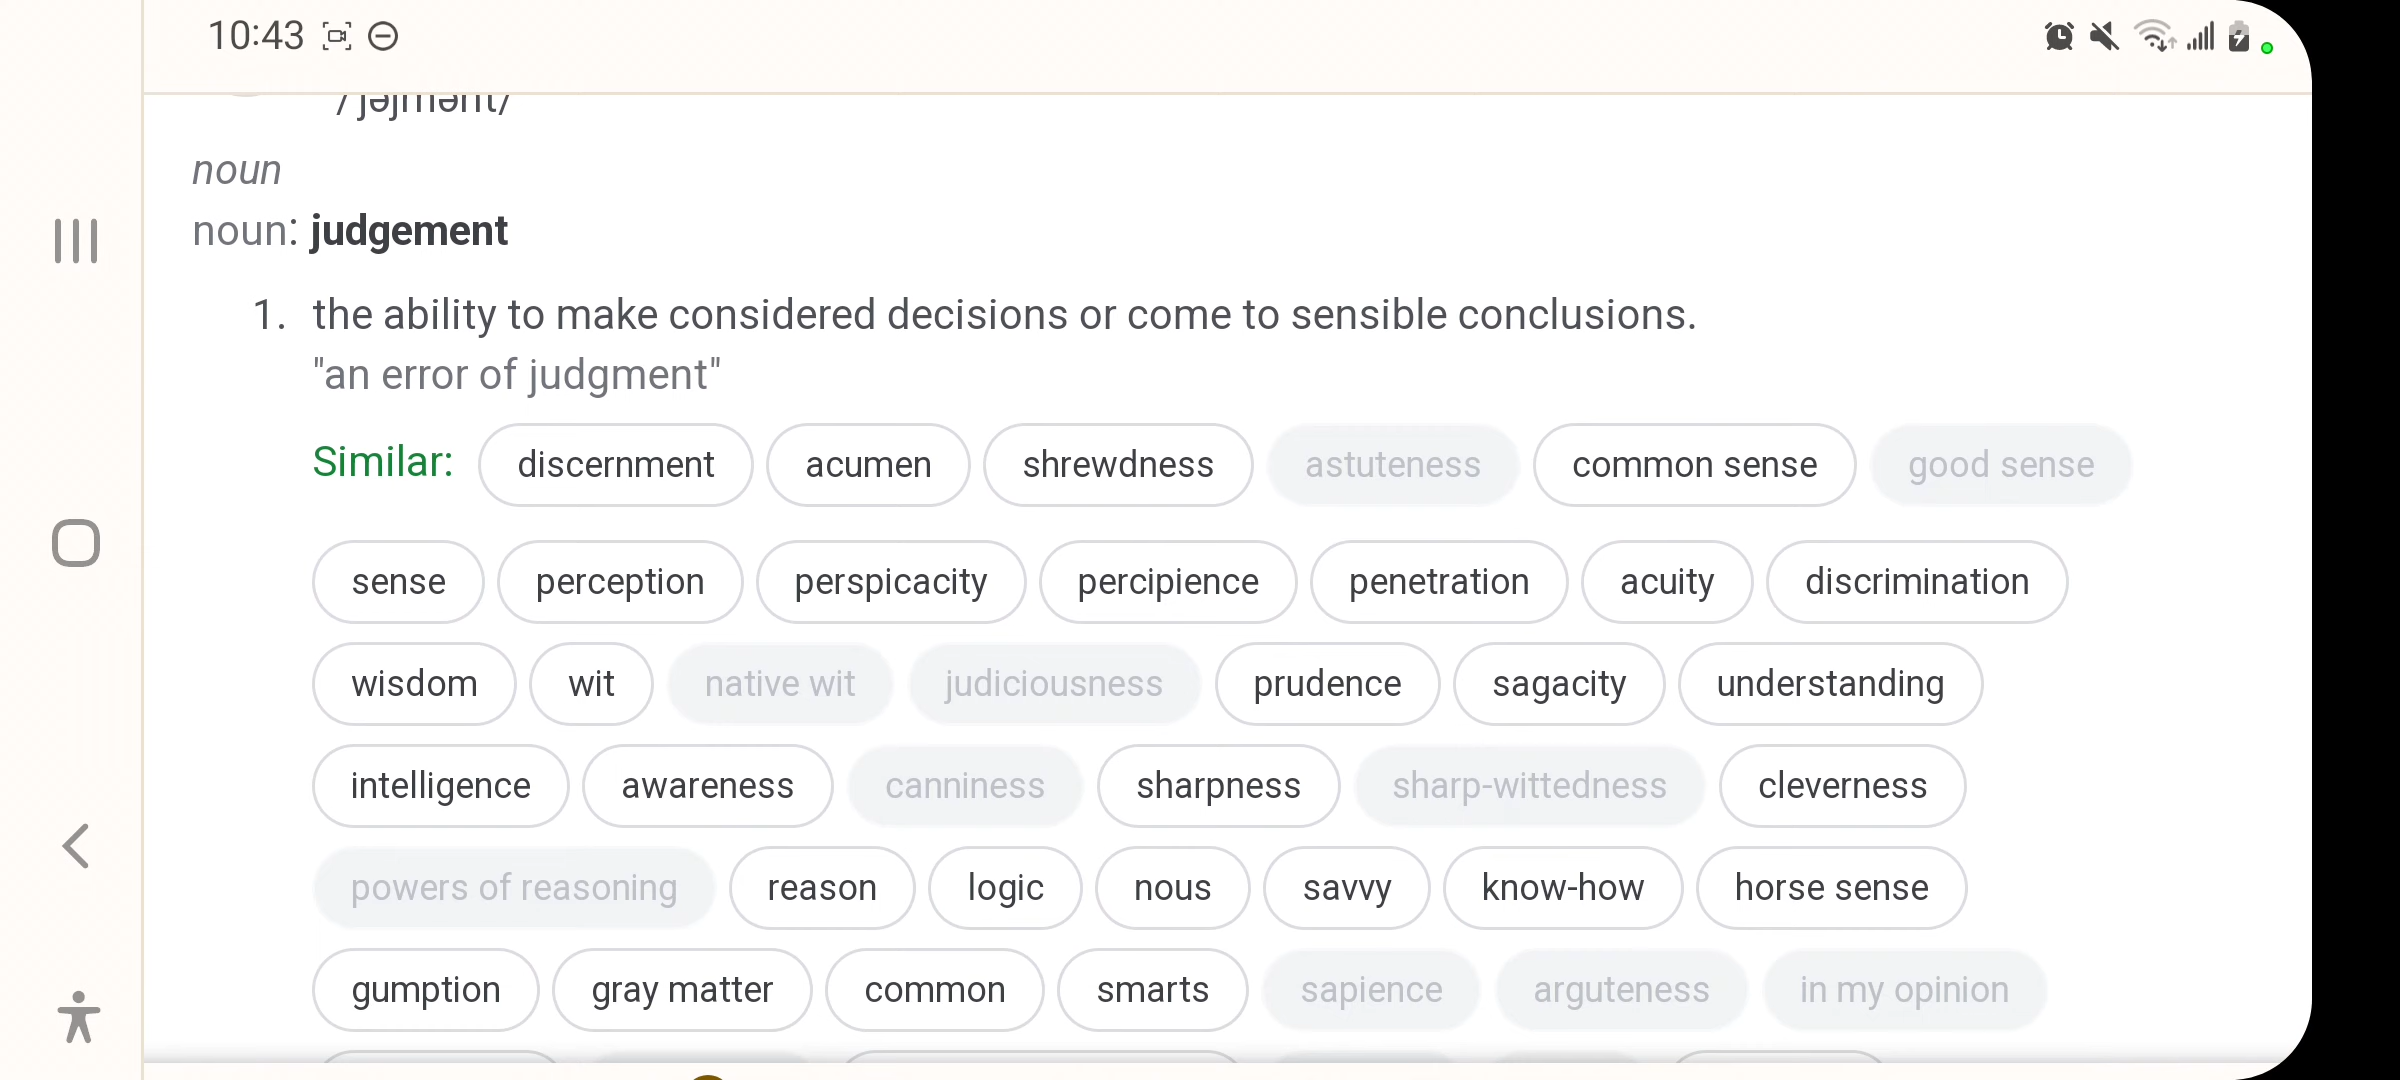 10:43
/ˈjəjmənt/
noun
noun: judgement
1. the ability to make considered decisions or come to sensible conclusions.
"an error of judgment"
Similar: discernment acumen shrewdness astuteness common sense good sense
sense perception perspicacity percipience penetration acuity discrimination
wisdom wit native wit judiciousness prudence sagacity understanding
intelligence awareness canniness sharpness sharp-wittedness cleverness
powers of reasoning reason logic nous savvy know-how horse sense
gumption gray matter common smarts sapience arguteness in my opinion